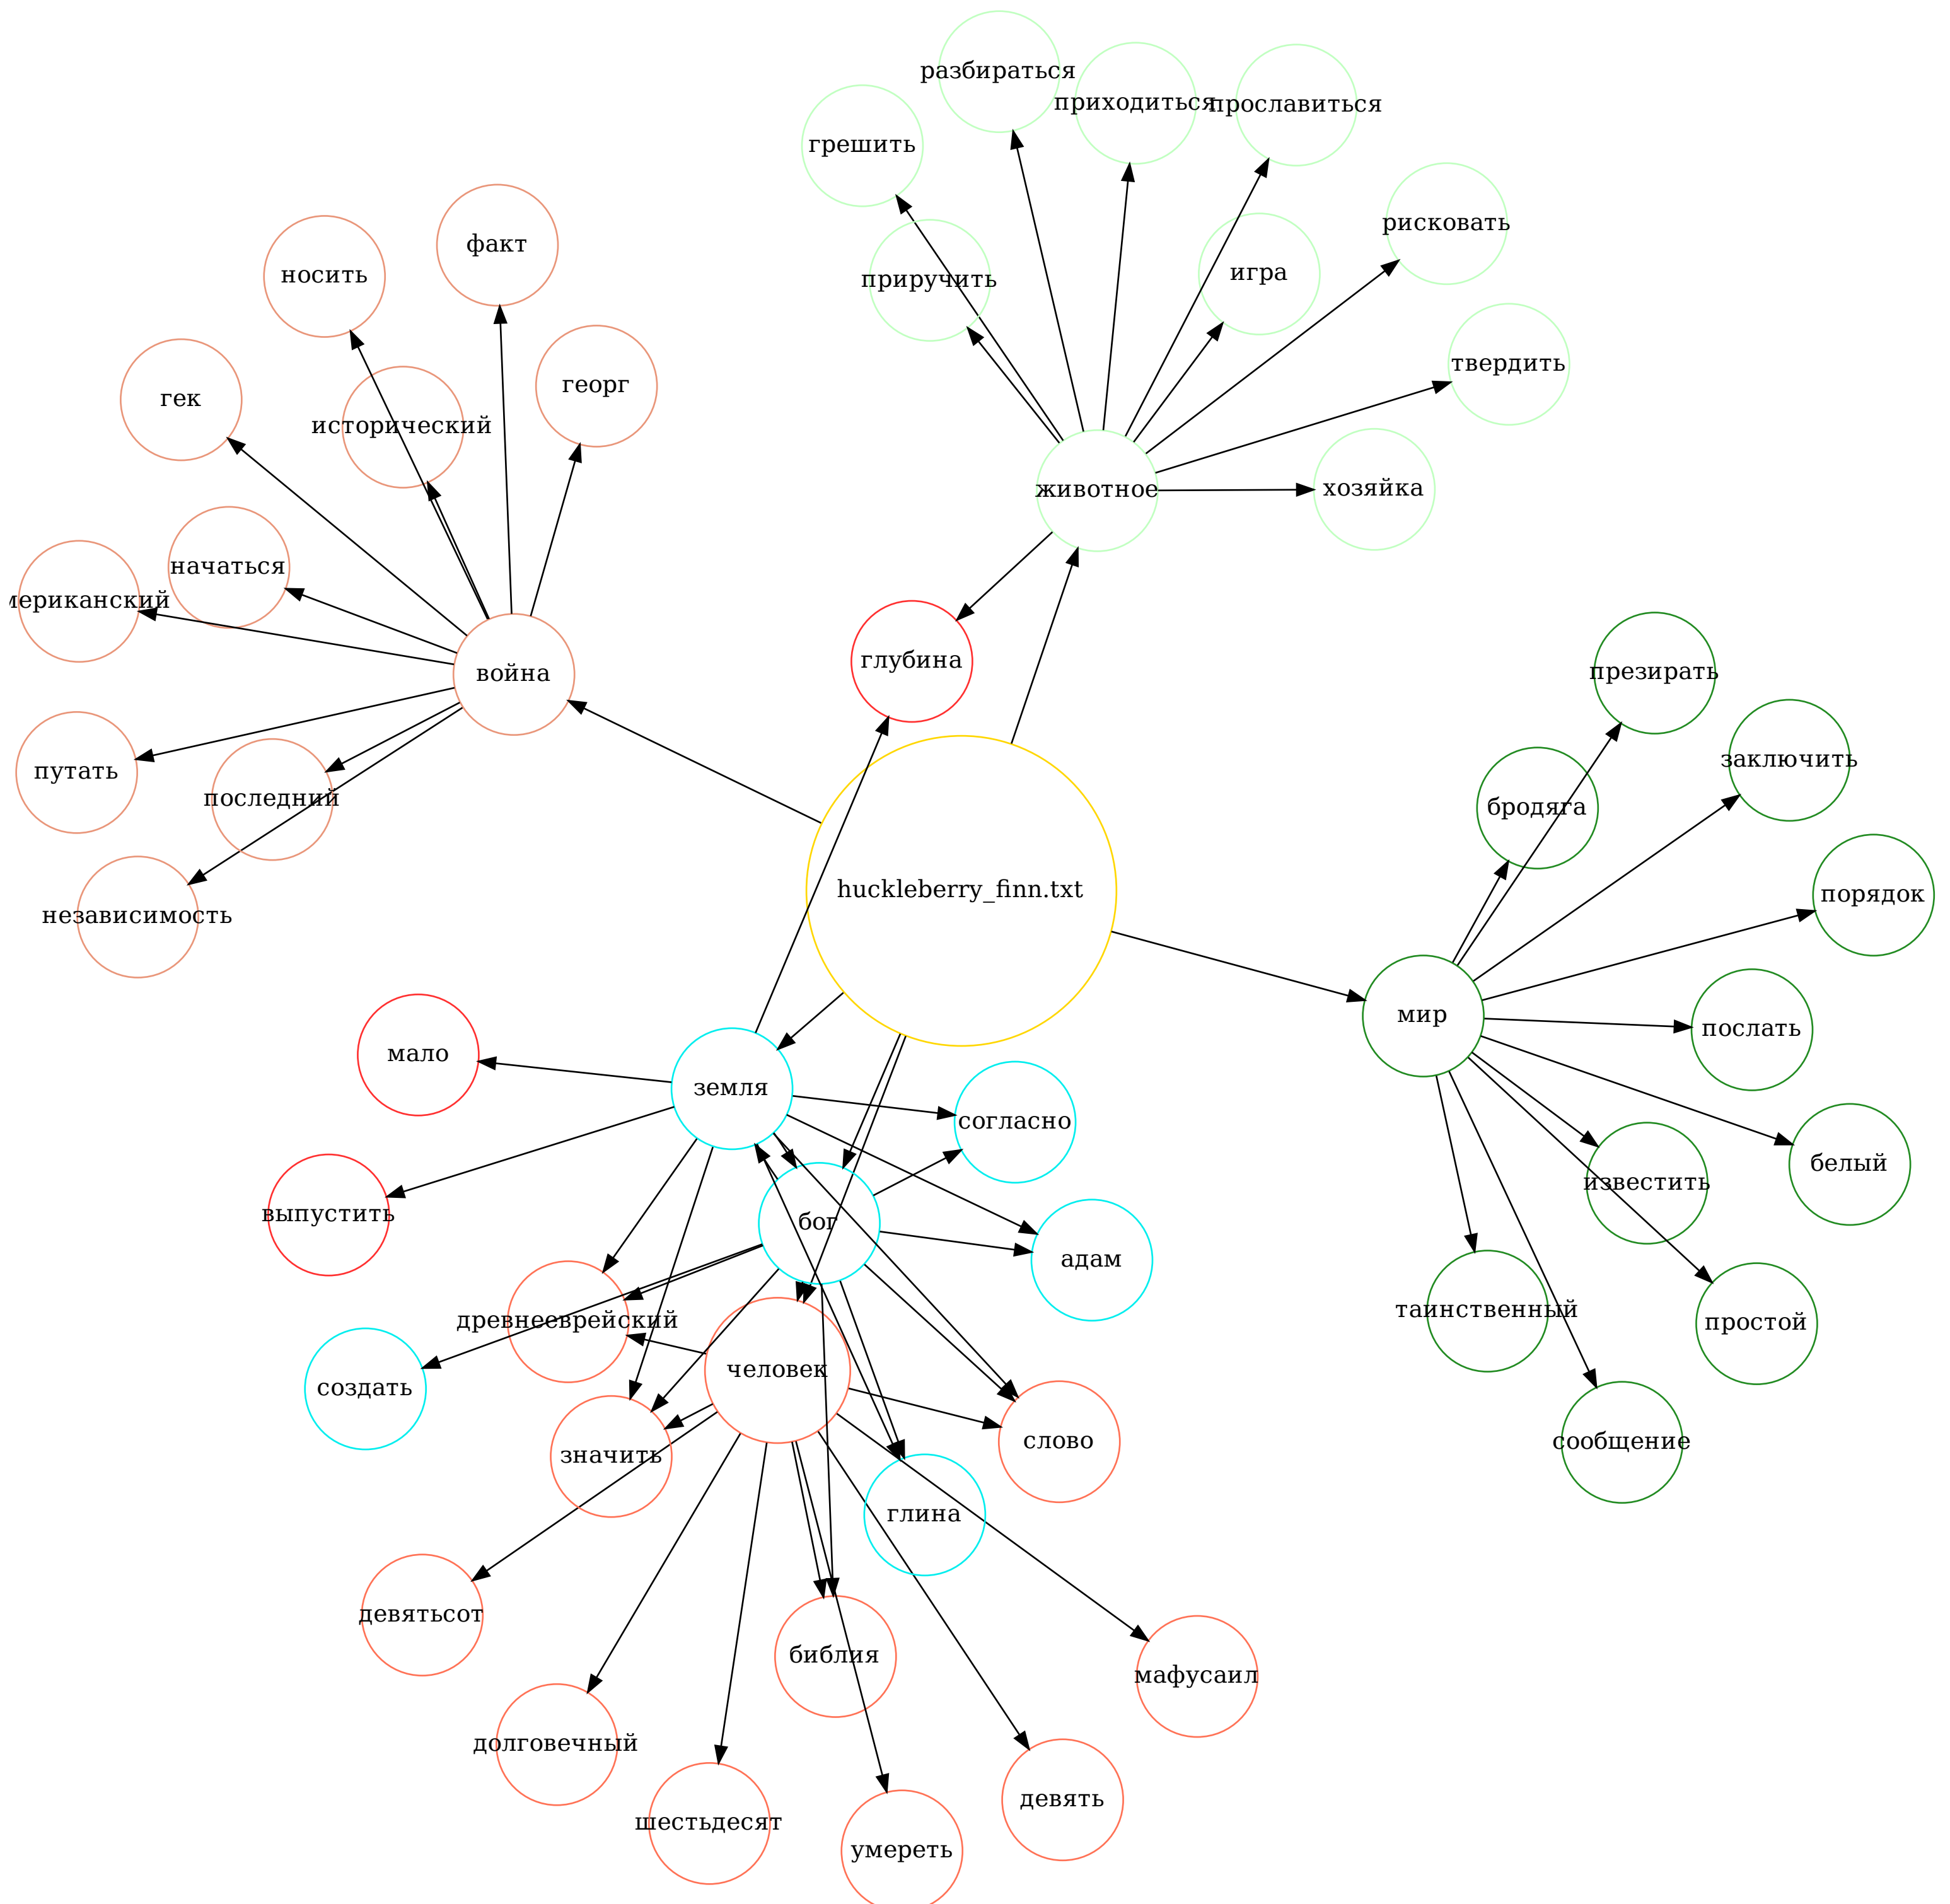 разбираться
приходиться
прославиться
грешить
рисковать
факт
носить
игра
приручить
твердить
георг
гек
исторический
хозяйка
животное
начаться
мериканский
глубина
война
презирать
заключить
путать
последний
бродяга
huckleberry_finn.txt
порядок
независимость
мир
послать
мало
земля
согласно
белый
известить
выпустить
бог
адам
таинственный
древнееврейский
простой
человек
создать
слово
сообщение
значить
глина
девятьсот
библия
мафусаил
долговечный
девять
шестьдесят
умереть